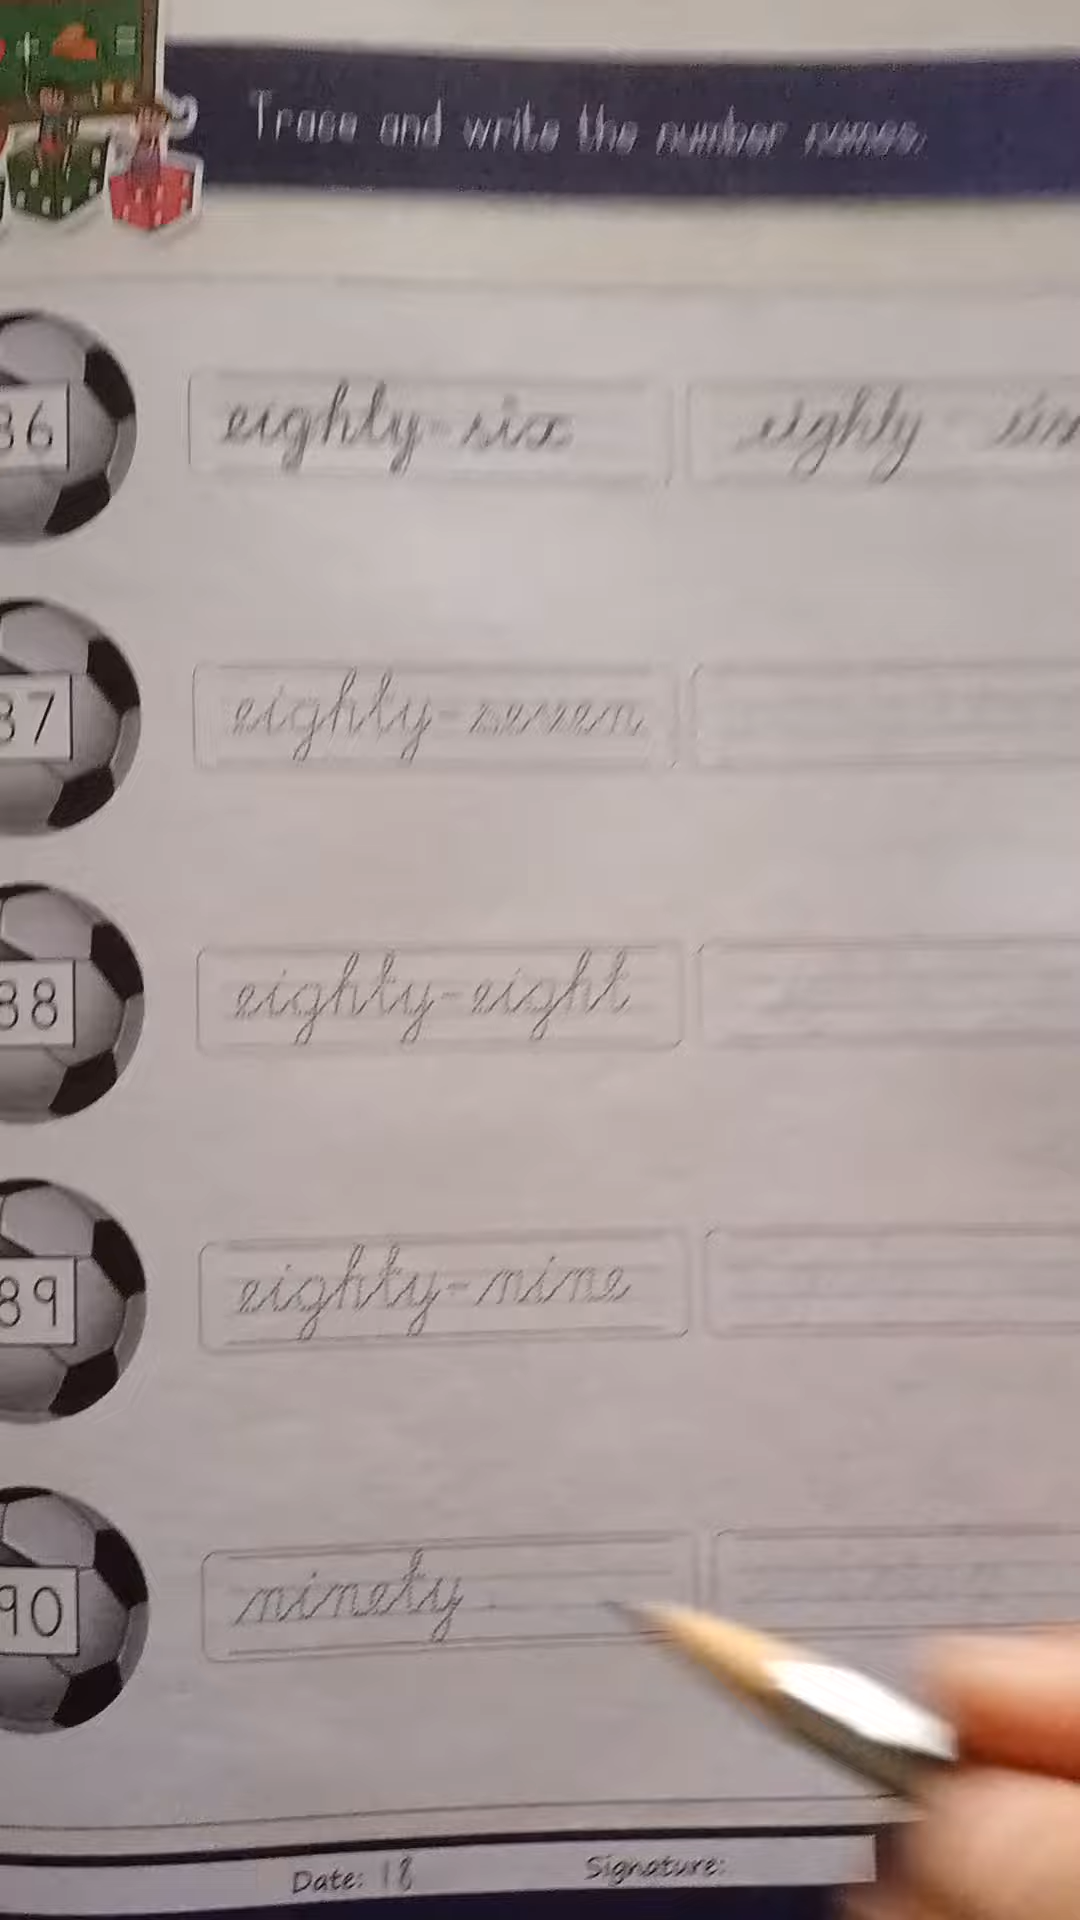 Trace and write the number names.
86 eighty-six eighty-six
87 eighty-seven
88 eighty-eight
89 eighty-nine
90 ninety
Date: 18 Signature: